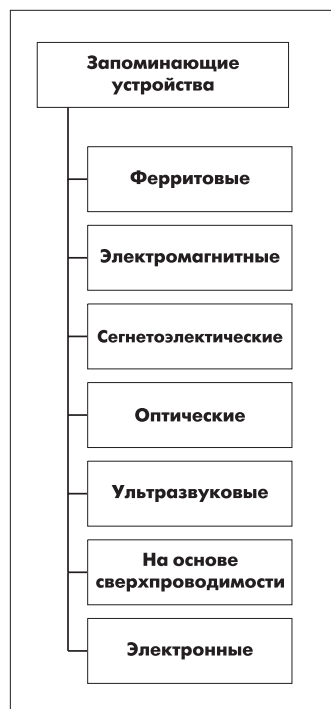 Запоминающие
устройства
Ферритовые
Электромагнитные
Сегнетоэлектические
Оптические
Ультразвуковые
На основе
сверхпроводимости
Электронные